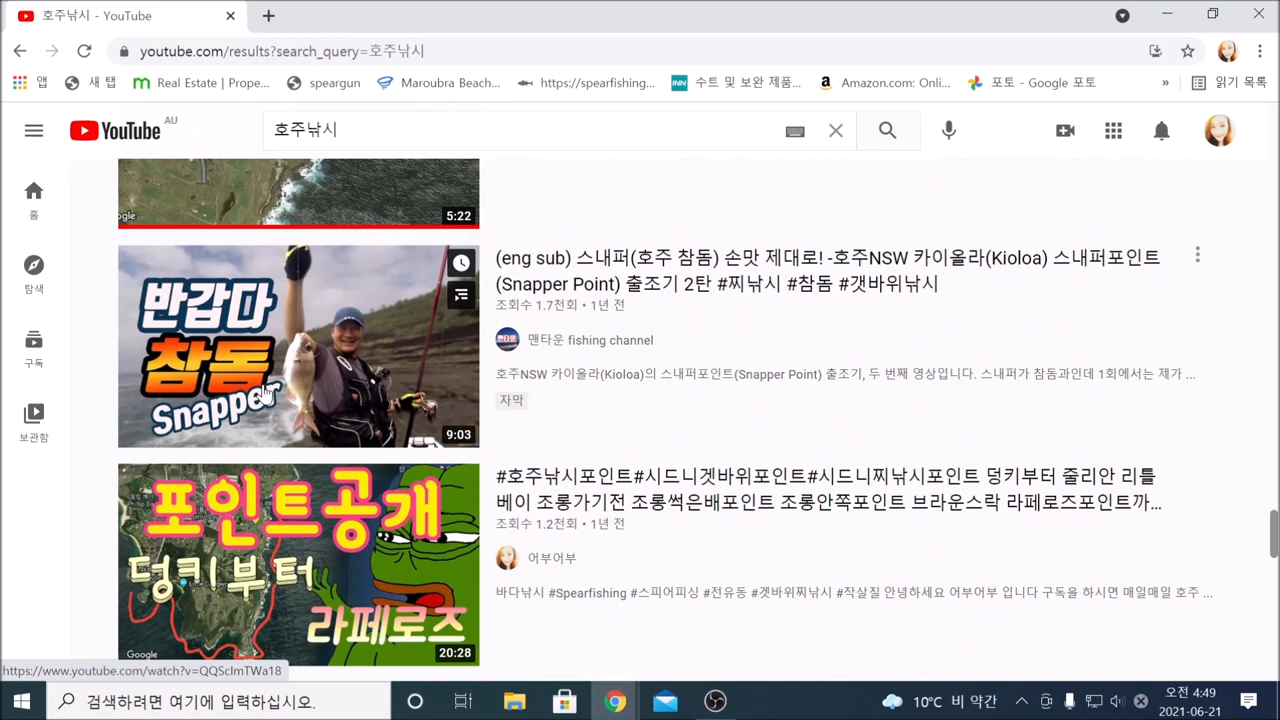 호주낚시 - YouTube
youtube.com/results?search_query=호주낚시
앱 새 탭 Real Estate | Prope... speargun Maroubra Beach... https://spearfishing... INN 수트 및 보완 제품... Amazon.com: Onli... 포토 - Google 포토 » 읽기 목록
YouTube AU
호주낚시
홈
탐색
구독
보관함
ogle
5:22
반갑다
참돔
Snapper
9:03
(eng sub) 스내퍼(호주 참돔) 손맛 제대로! -호주NSW 카이올라(Kioloa) 스내퍼포인트
(Snapper Point) 출조기 2탄 #찌낚시 #참돔 #갯바위낚시
조회수 1.7천회 • 1년 전
맨타운 fishing channel
호주NSW 카이올라(Kioloa)의 스내퍼포인트(Snapper Point) 출조기, 두 번째 영상입니다. 스내퍼가 참돔과인데 1회에서는 제가 ...
자막
포인트공개
덩키부터
라페로즈
Google
20:28
#호주낚시포인트#시드니겟바위포인트#시드니찌낚시포인트 덩키부터 줄리안 리틀
베이 조롱가기전 조롱썩은배포인트 조롱안쪽포인트 브라운스락 라페로즈포인트까...
조회수 1.2천회 • 1년 전
어부어부
바다낚시 #Spearfishing #스피어피싱 #전유동 #겟바위찌낚시 #작살질 안녕하세요 어부어부 입니다 구독을 하시면 매일매일 호주 ...
https://www.youtube.com/watch?v=QQSclmTWa18
검색하려면 여기에 입력하십시오.
10℃ 비 약간
오전 4:49
2021-06-21